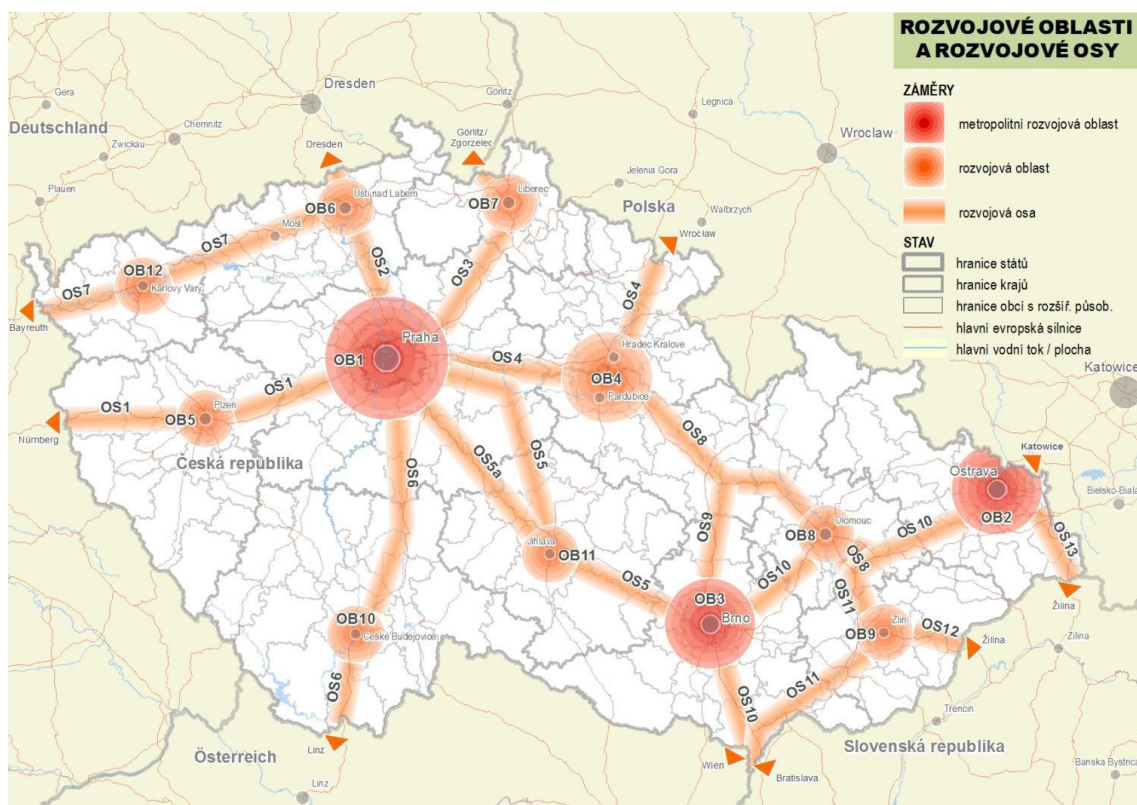 ROZVOJOVÉ OBLASTI
A ROZVOJOVÉ OSY
ZÁMĚRY
metropolitní rozvojová oblast
rozvojová oblast
rozvojová osa
STAV
hranice států
hranice krajů
hranice obcí s rozšíř. působ.
hlavní evropská silnice
hlavní vodní tok / plocha
Dresden
Gera
Görlitz
Legnica
Deutschland
Chemnitz
Görlitz/
Zgorzelec
Wroclaw
Zwickau
Dresden
Jelenia Gora
Plauen
OB6
Ústí nad Labem
OB7
Liberec
Polska
Walbrzych
Most
Wrocław
OS7
OS2
OS3
OB12
Karlovy Vary
OS7
OS4
Bayreuth
Praha
OB1
Hradec Kralove
OS4
OB4
Katowice
OS1
Pardubice
OS1
OB5
Plzen
Nürnberg
OS8
Česká republika
OS5
OS5a
OS6
Katowice
Ostrava
Bielsko-Biala
OB2
OS9
OB8
Olomouc
OS10
Jihlava
OB11
OS8
OS13
OS5
OS10
OB3
Brno
OS11
Žilina
OB10
České Budejovice
OB9
Zlin
OS12
Žilina
Zilina
OS6
OS10
OS11
Trencin
Linz
Österreich
Slovenská republika
Wien
Bratislava
Banska Bystrica
Linz